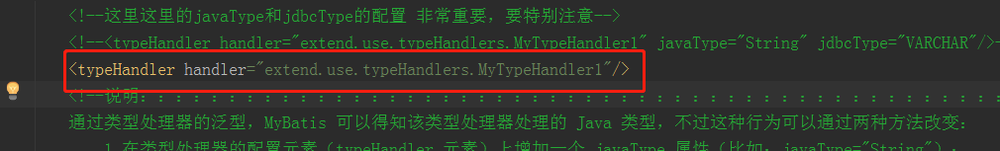 <!--这里这里的javaType和jdbcType的配置 非常重要，要特别注意-->
<!--<typeHandler handler="extend.use.typeHandlers.MyTypeHandler1" javaType="String" jdbcType="VARCHAR"/>-
<typeHandler handler="extend.use.typeHandlers.MyTypeHandler1"/>
<!--说明：：：：：：：：：：：：：：：：：：：：：：：：：：：：：：：：：：：：：：：：：：：：：：：：
通过类型处理器的泛型，MyBatis 可以得知该类型处理器处理的 Java 类型，不过这种行为可以通过两种方法改变：
1.在类型处理器的配置元素（typeHandler 元素）上增加一个 javaType 属性（比如：javaType="String"）；